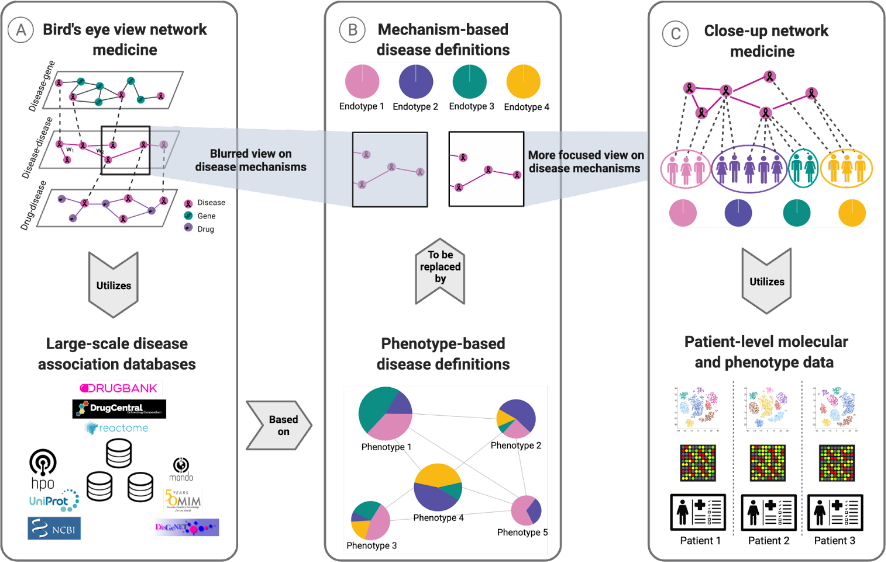 A
Bird's eye view network
medicine
Disease-gene
Disease-disease
Drug-disease
Disease
Gene
Drug
Blurred view on
disease mechanisms
Utilizes
Large-scale disease
association databases
DRUGBANK
DrugCentral
reactome
hpo
mondo
UniProt
50 YEARS
OMIM
NCBI
DisGeNET
Based
on
B
Mechanism-based
disease definitions
Endotype 1
Endotype 2
Endotype 3
Endotype 4
More focused view on
disease mechanisms
To be
replaced
by
Phenotype-based
disease definitions
Phenotype 1
Phenotype 2
Phenotype 4
Phenotype 3
Phenotype 5
C
Close-up network
medicine
Utilizes
Patient-level molecular
and phenotype data
Patient 1
Patient 2
Patient 3